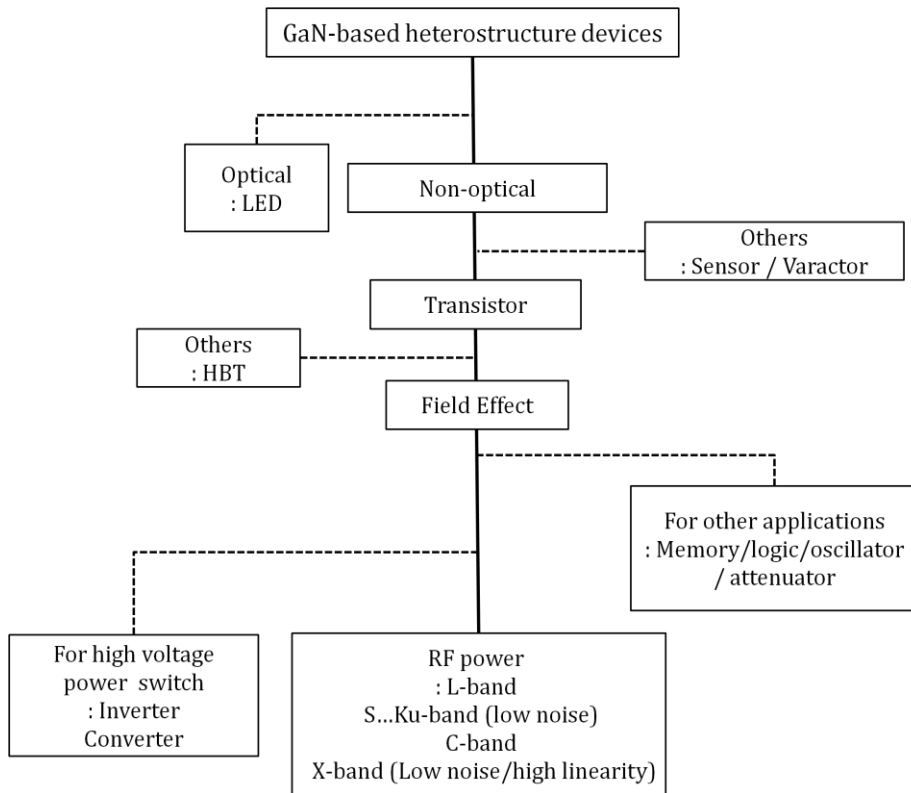 GaN-based heterostructure devices
Optical
: LED
Non-optical
Others
: Sensor / Varactor
Transistor
Others
: HBT
Field Effect
For other applications
: Memory/logic/oscillator
/ attenuator
For high voltage
power switch
: Inverter
Converter
RF power
: L-band
S...Ku-band (low noise)
C-band
X-band (Low noise/high linearity)